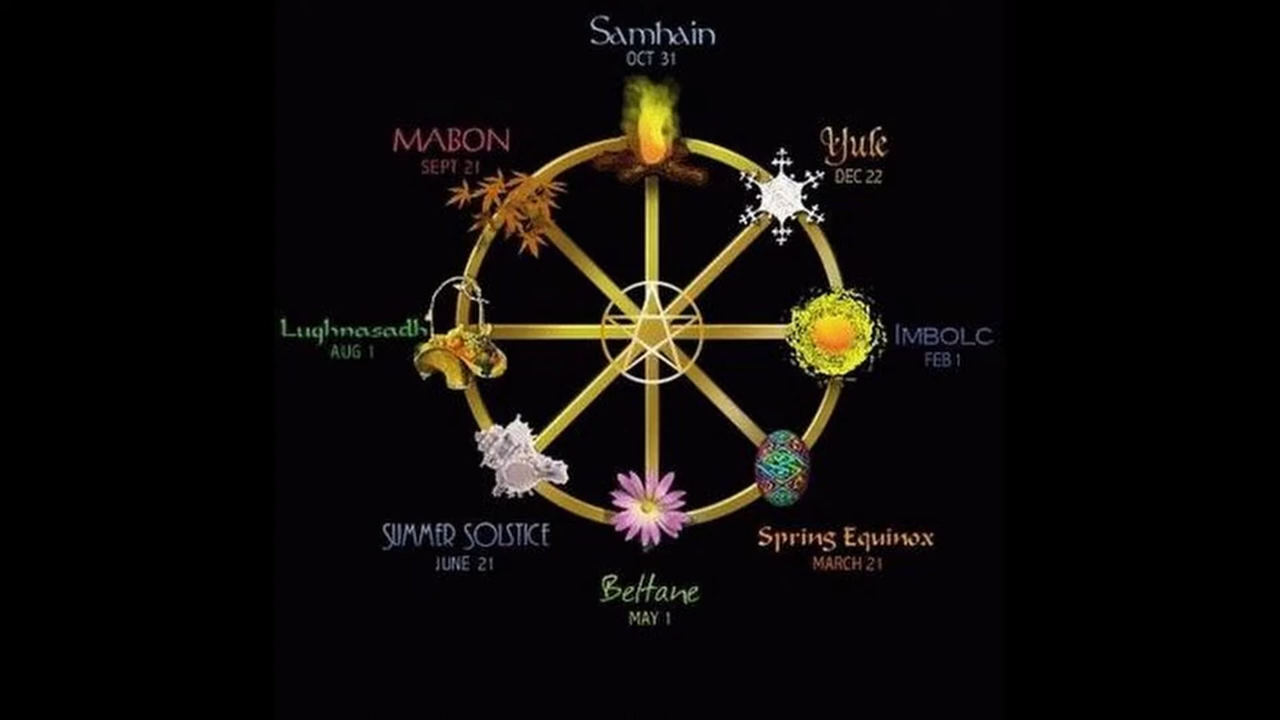 Samhain
OCT 31
MABON
SEPT 21
Yule
DEC 22
Lughnasadh
AUG 1
IMBOLC
FEB 1
SUMMER SOLSTICE
JUNE 21
Spring Equinox
MARCH 21
Beltane
MAY 1